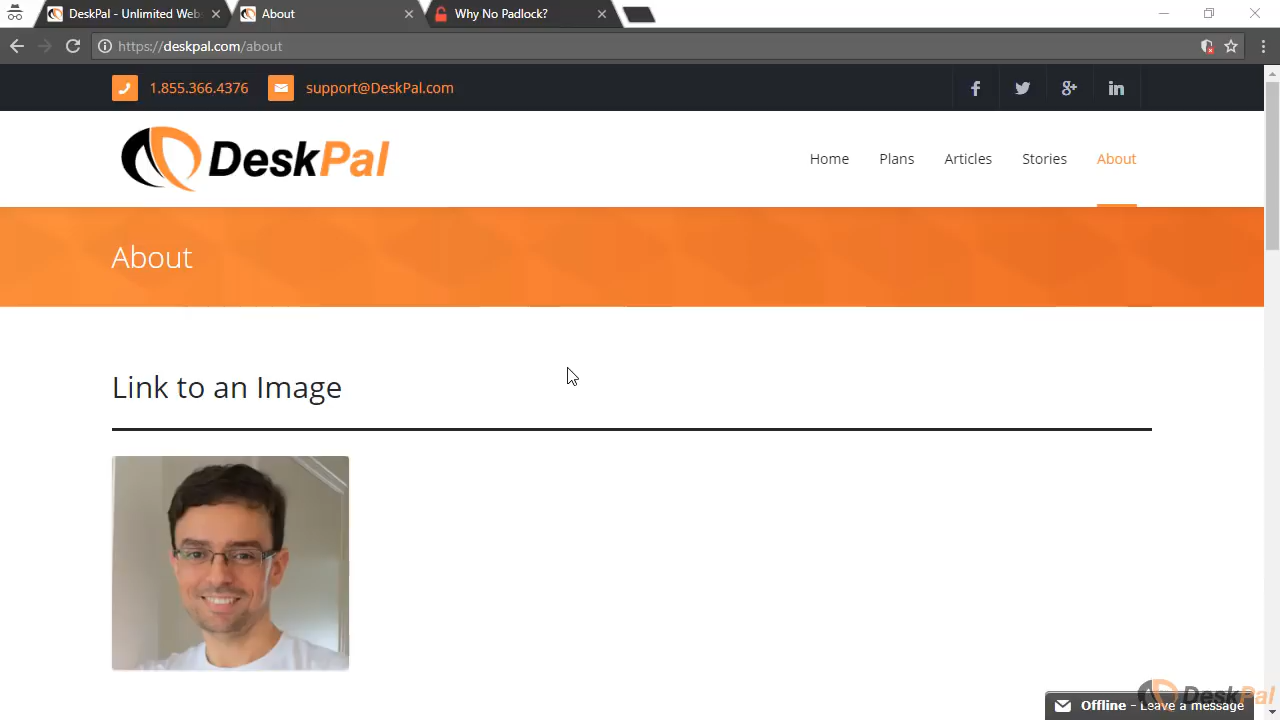 DeskPal - Unlimited Web
About
Why No Padlock?
https://deskpal.com/about
1.855.366.4376
support@DeskPal.com
DeskPal
Home
Plans
Articles
Stories
About
About
Link to an Image
DeskPal
Offline - Leave a message